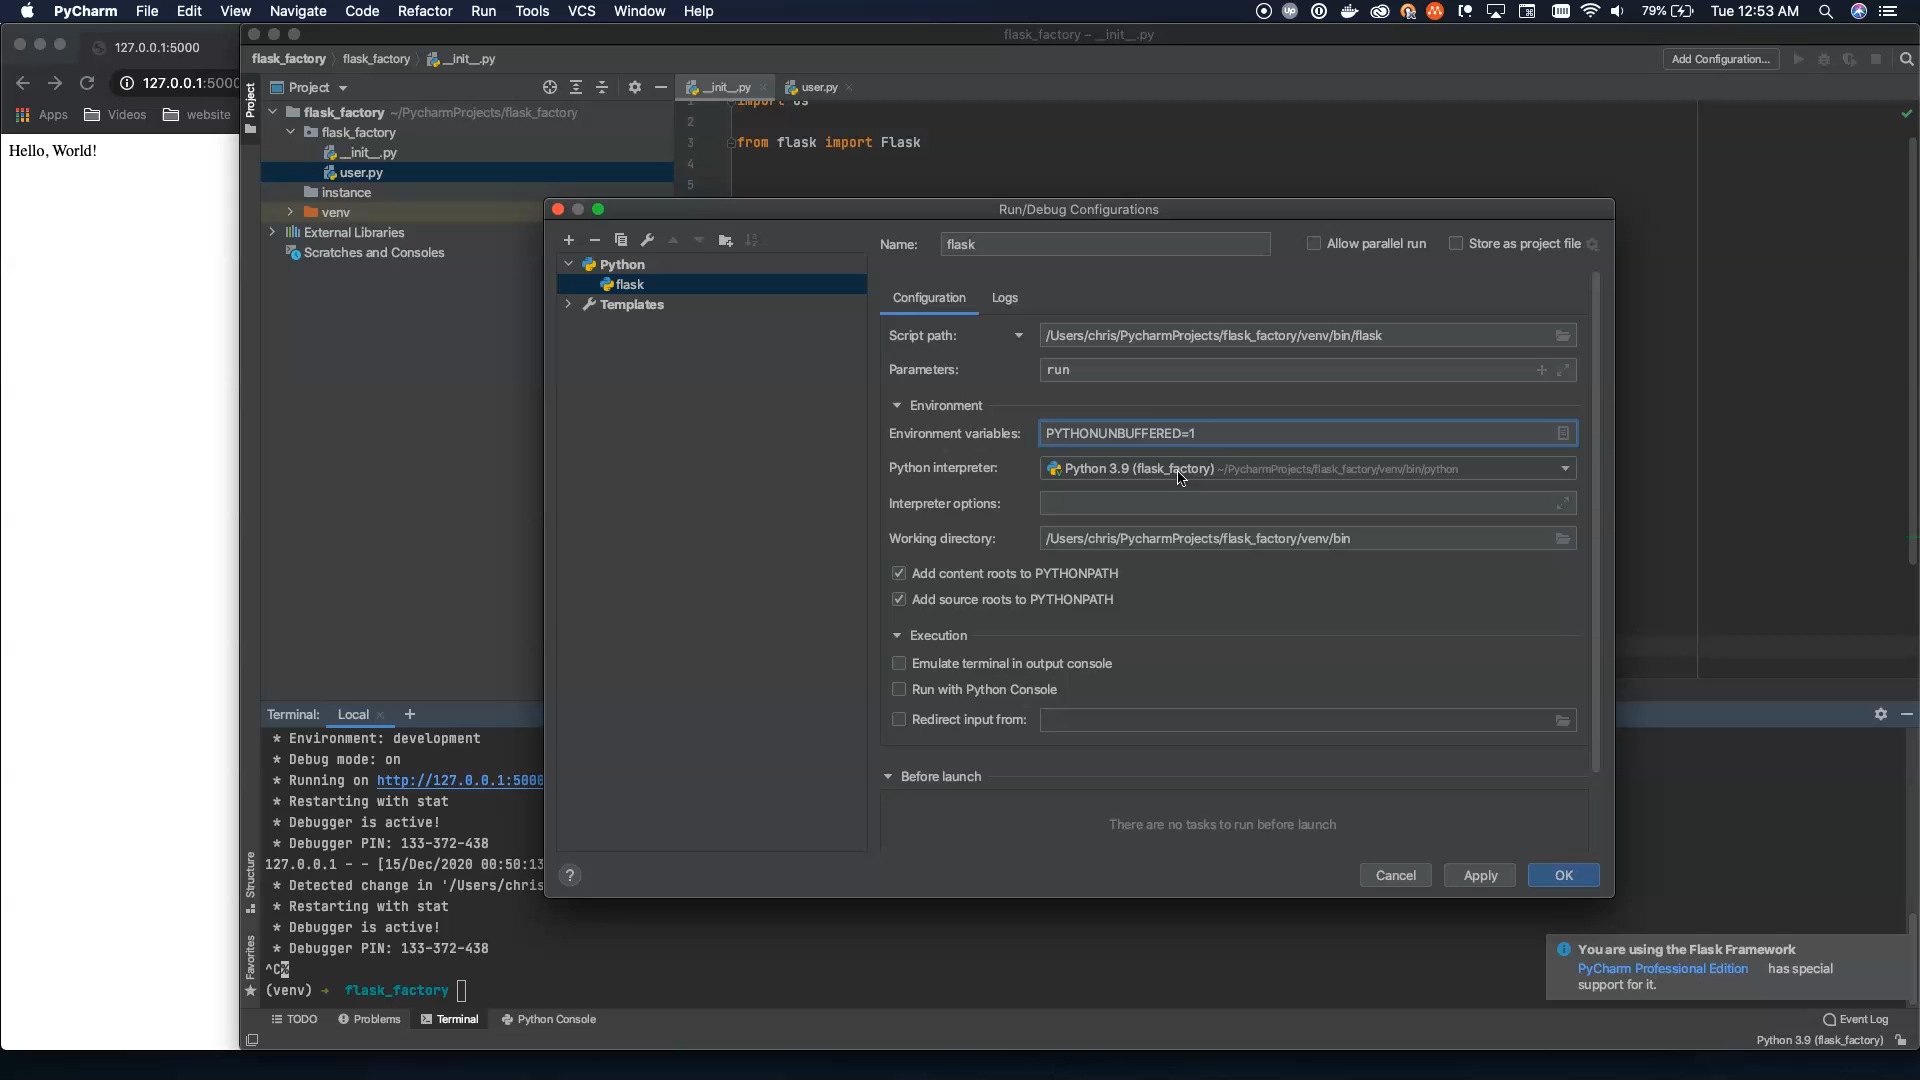 PyCharm File Edit View Navigate Code Refactor Run Tools VCS Window Help
79% Tue 12:53 AM
127.0.0.1:5000
127.0.0.1:5000
Apps Videos website
Hello, World!
flask_factory – __init__.py
flask_factory flask_factory __init__.py
Add Configuration...
Project
Project
__init__.py user.py
flask_factory ~/PycharmProjects/flask_factory
flask_factory
__init__.py
user.py
instance
venv
External Libraries
Scratches and Consoles
1 import os
2
3 from flask import Flask
4
5
Run/Debug Configurations
Python
flask
Templates
Name: flask
Allow parallel run
Store as project file
Configuration Logs
Script path: /Users/chris/PycharmProjects/flask_factory/venv/bin/flask
Parameters: run
Environment
Environment variables: PYTHONUNBUFFERED=1
Python interpreter: Python 3.9 (flask_factory) ~/PycharmProjects/flask_factory/venv/bin/python
Interpreter options:
Working directory: /Users/chris/PycharmProjects/flask_factory/venv/bin
Add content roots to PYTHONPATH
Add source roots to PYTHONPATH
Execution
Emulate terminal in output console
Run with Python Console
Redirect input from:
Before launch
There are no tasks to run before launch
?
Cancel Apply OK
Terminal: Local
* Environment: development
* Debug mode: on
* Running on http://127.0.0.1:5000
* Restarting with stat
* Debugger is active!
* Debugger PIN: 133-372-438
127.0.0.1 - - [15/Dec/2020 00:50:13
* Detected change in '/Users/chris
* Restarting with stat
* Debugger is active!
* Debugger PIN: 133-372-438
^C%
(venv) → flask_factory
Structure
Favorites
You are using the Flask Framework
PyCharm Professional Edition has special
support for it.
TODO Problems Terminal Python Console
Event Log
Python 3.9 (flask_factory)